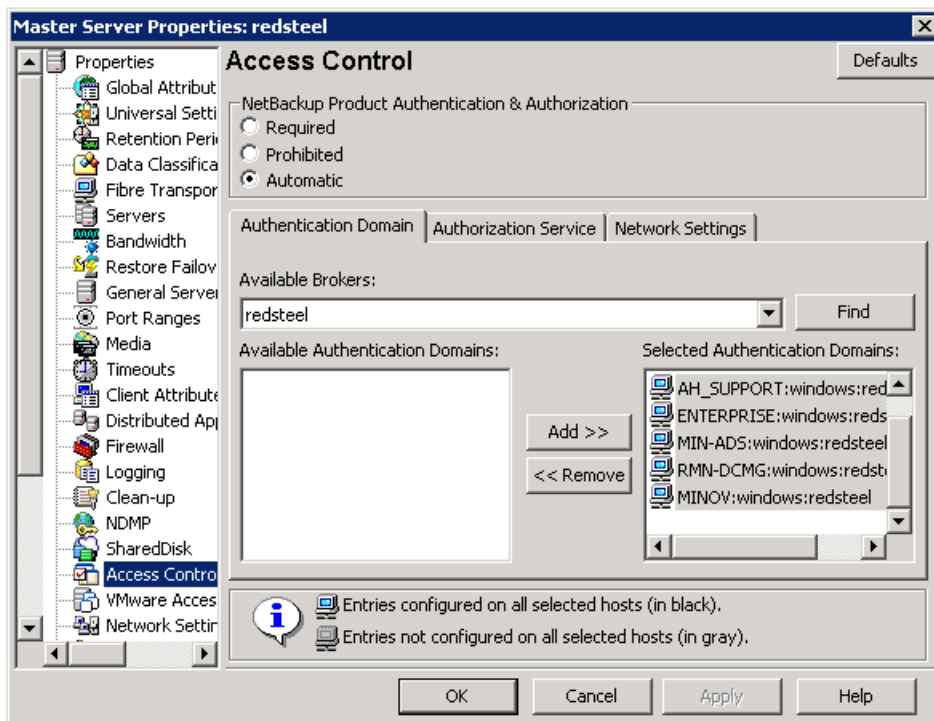 Master Server Properties: redsteel
Properties
Global Attribut
Universal Setti
Retention Peri
Data Classifica
Fibre Transpor
Servers
Bandwidth
Restore Failov
General Server
Port Ranges
Media
Timeouts
Client Attribute
Distributed App
Firewall
Logging
Clean-up
NDMP
SharedDisk
Access Contro
VMware Acces
Network Settin
Access Control
Defaults
NetBackup Product Authentication & Authorization
Required
Prohibited
Automatic
Authentication Domain
Authorization Service
Network Settings
Available Brokers:
redsteel
Find
Available Authentication Domains:
Add >>
<< Remove
Selected Authentication Domains:
AH_SUPPORT:windows:red
ENTERPRISE:windows:reds
MIN-ADS:windows:redsteel
RMN-DCMG:windows:redst
MINOV:windows:redsteel
Entries configured on all selected hosts (in black).
Entries not configured on all selected hosts (in gray).
OK
Cancel
Apply
Help